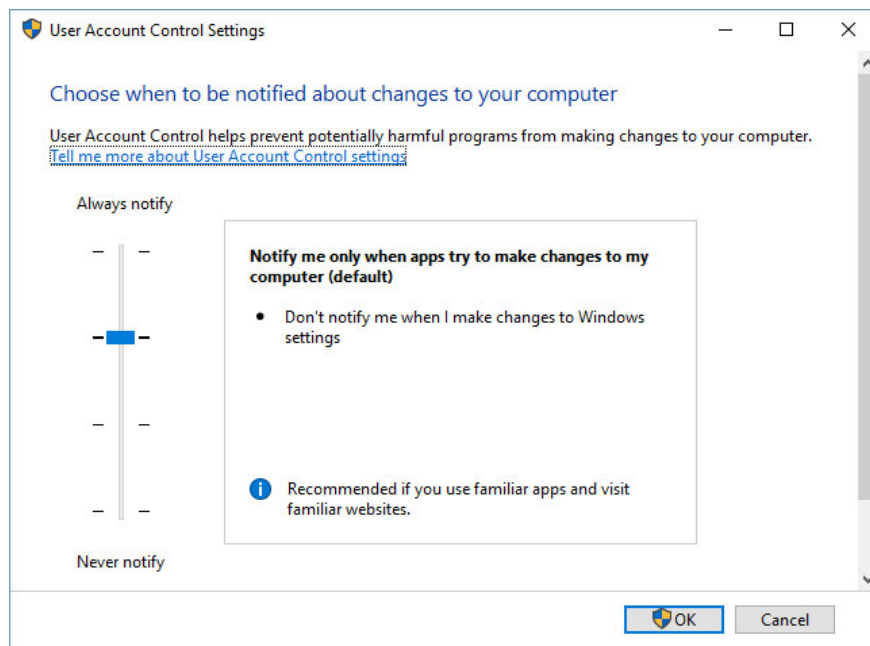 User Account Control Settings
Choose when to be notified about changes to your computer
User Account Control helps prevent potentially harmful programs from making changes to your computer.
Tell me more about User Account Control settings
Always notify
Notify me only when apps try to make changes to my
computer (default)
• Don't notify me when I make changes to Windows
settings
Recommended if you use familiar apps and visit
familiar websites.
Never notify
OK
Cancel